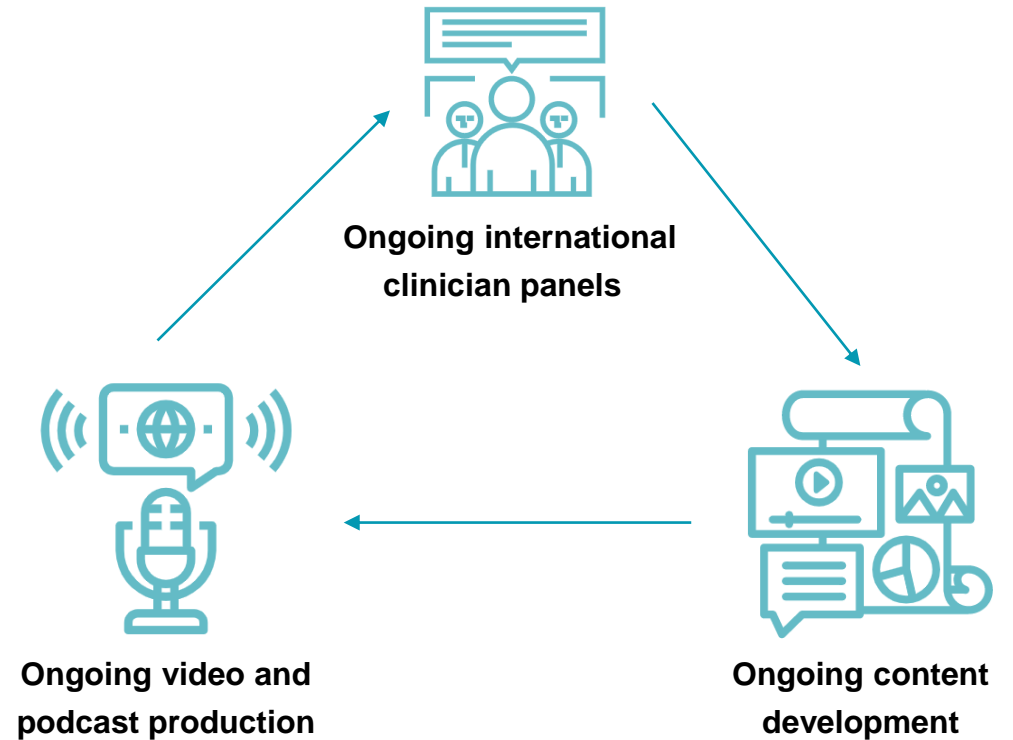 Ongoing international
clinician panels
Ongoing video and
podcast production
Ongoing content
development